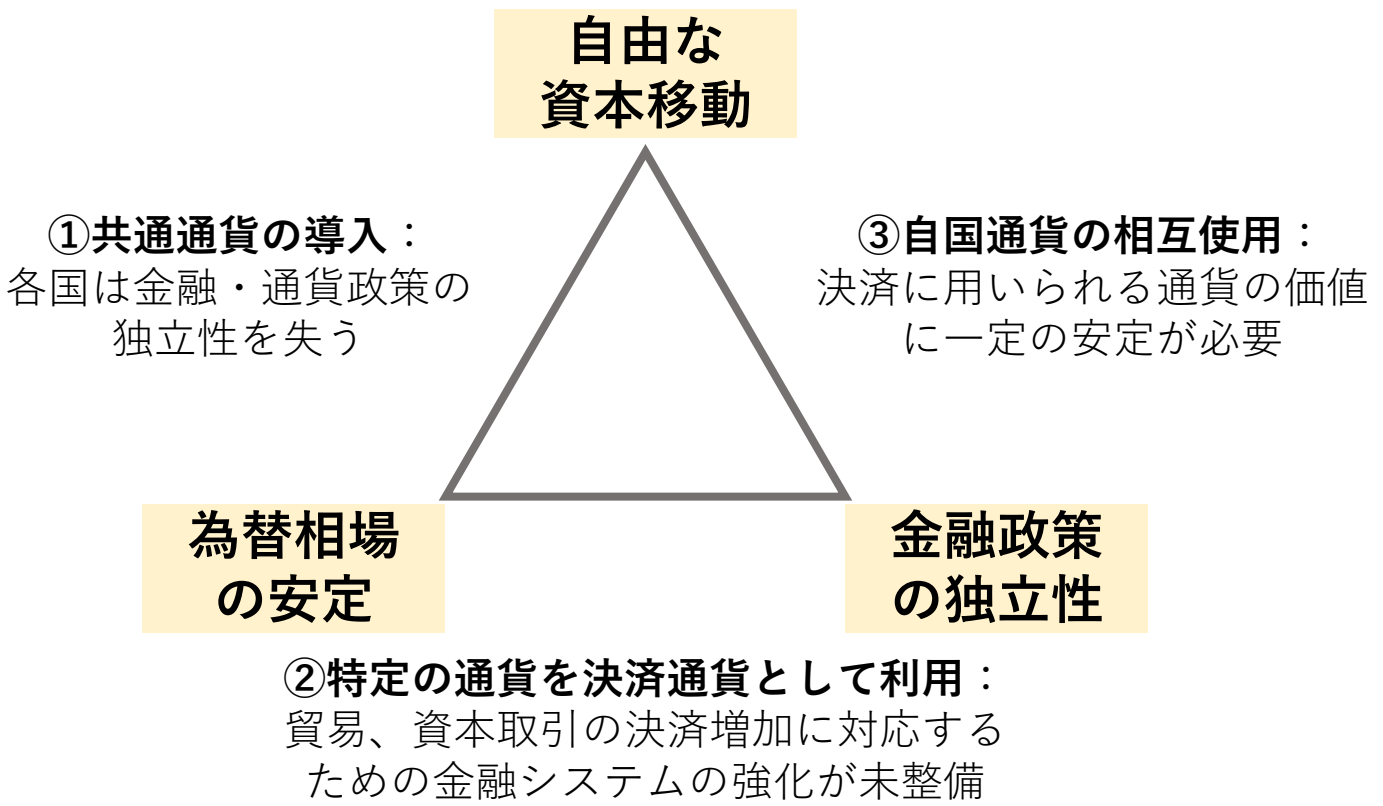 自由な
資本移動
①共通通貨の導入：
各国は金融・通貨政策の
独立性を失う
③自国通貨の相互使用：
決済に用いられる通貨の価値
に一定の安定が必要
為替相場
の安定
金融政策
の独立性
②特定の通貨を決済通貨として利用：
貿易、資本取引の決済増加に対応する
ための金融システムの強化が未整備